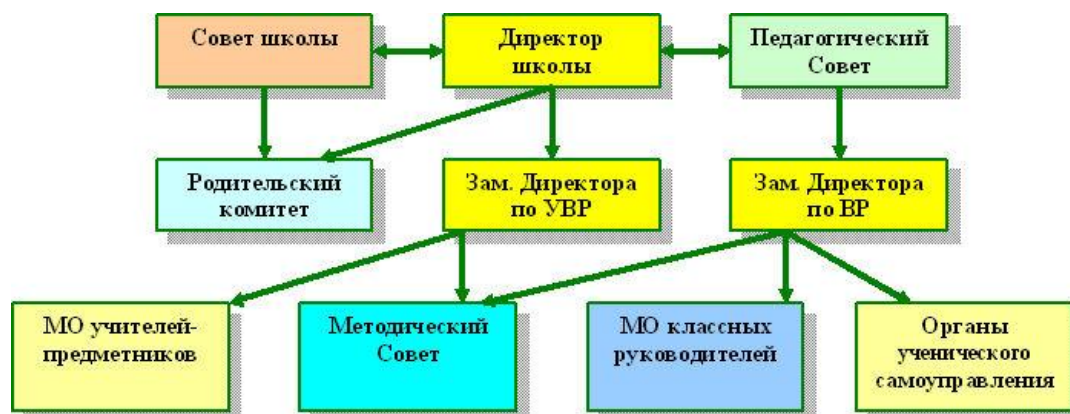 Совет школы
Директор
школы
Педагогический
Совет
Родительский
комитет
Зам. Директора
по УВР
Зам. Директора
по ВР
МО учителей-
предметников
Методический
Совет
МО классных
руководителей
Органы
ученического
самоуправления